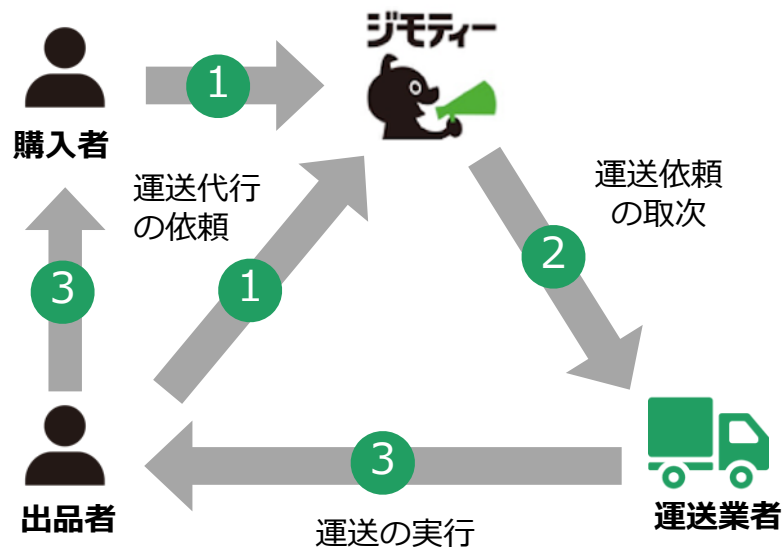 ジモティー
1
購入者
運送代行
の依頼
運送依頼
の取次
3
1
2
3
出品者
運送の実行
運送業者